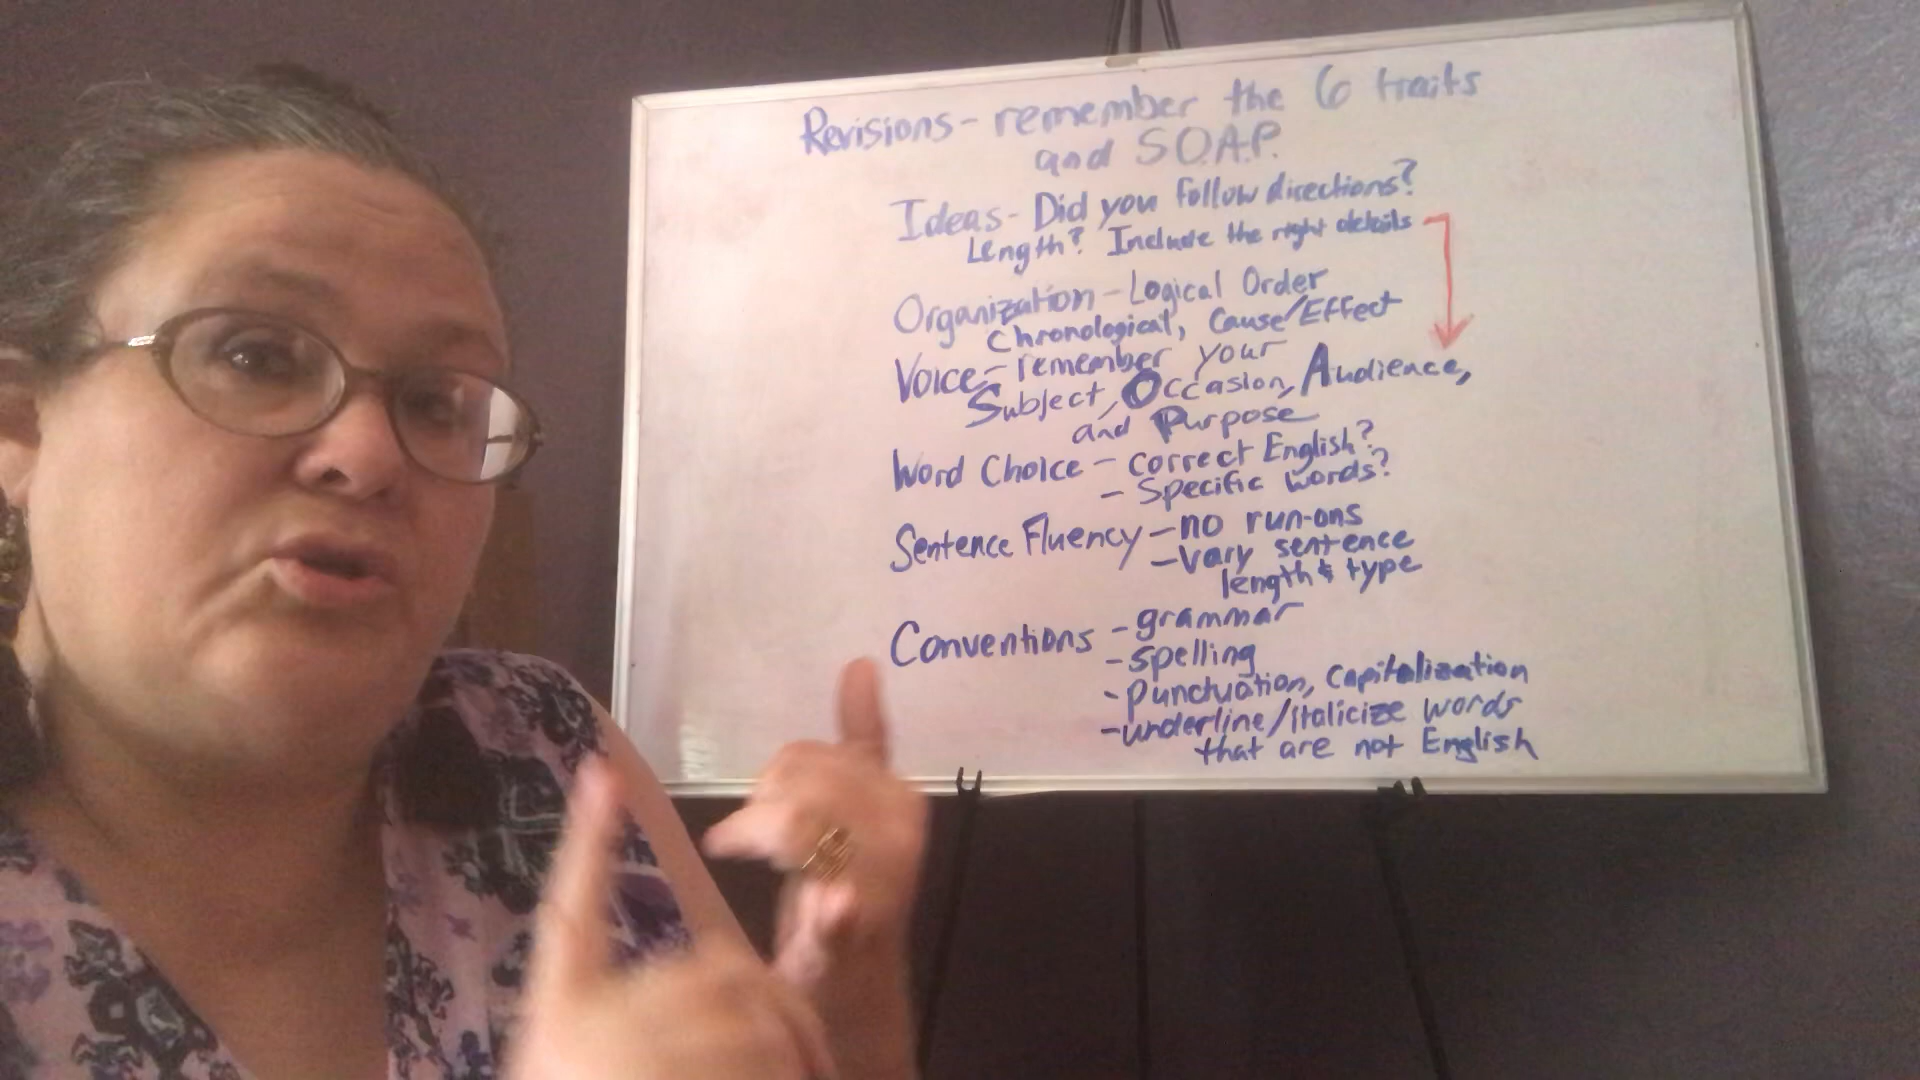 Revisions - remember the 6 traits
and S.O.A.P.
Ideas - Did you follow directions?
Length? Include the right details
Organization - Logical Order
Chronological, Cause/Effect
Voice - remember your
Subject, Occasion, Audience,
and Purpose
Word Choice - correct English?
- Specific words?
Sentence Fluency - no run-ons
- vary sentence
length & type
Conventions - grammar
- spelling
- punctuation, capitalization
- underline/italicize words
that are not English